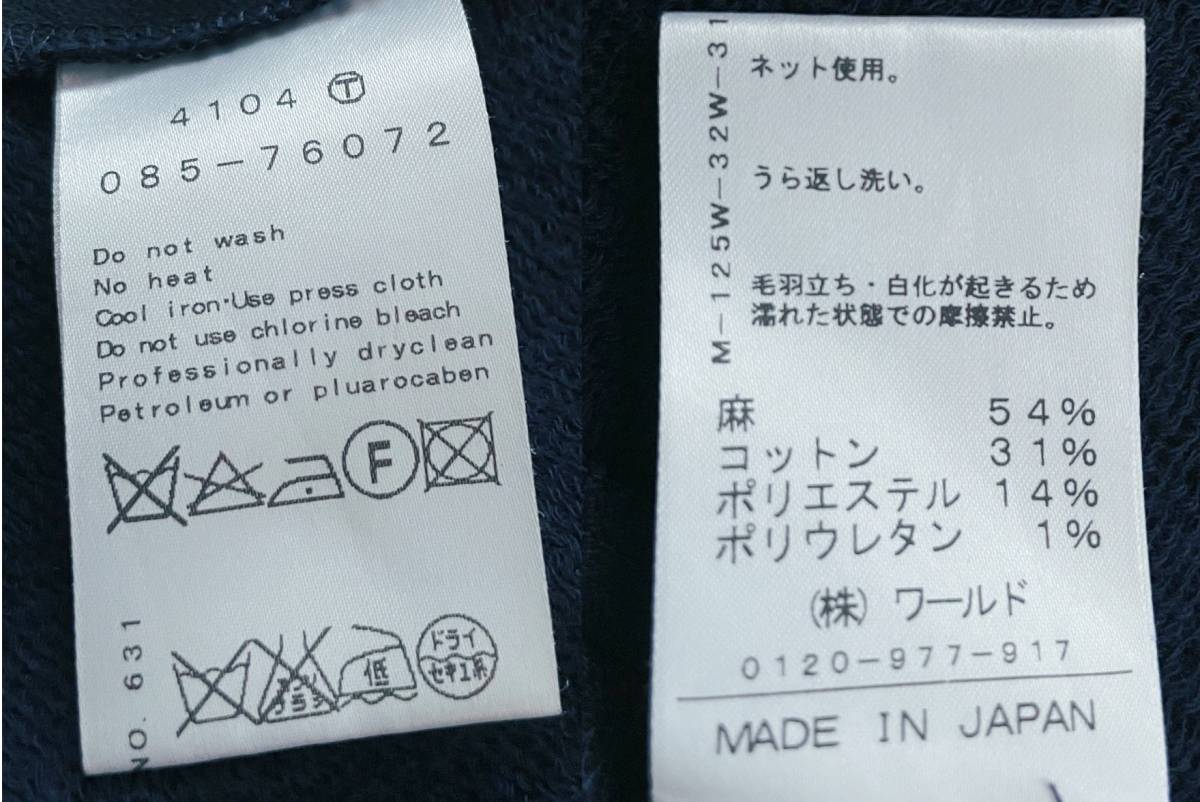 4104 Ⓣ
085-76072
Do not wash
No heat
Cool iron·Use press cloth
Do not use chlorine bleach
Professionally dryclean
Petroleum or pluarocaben
F
低
ドライ
セキユ系
NO. 631
M-125W-32W-31
ネット使用。
うら返し洗い。
毛羽立ち・白化が起きるため
濡れた状態での摩擦禁止。
麻 54%
コットン 31%
ポリエステル 14%
ポリウレタン 1%
(株) ワールド
0120-977-917
MADE IN JAPAN